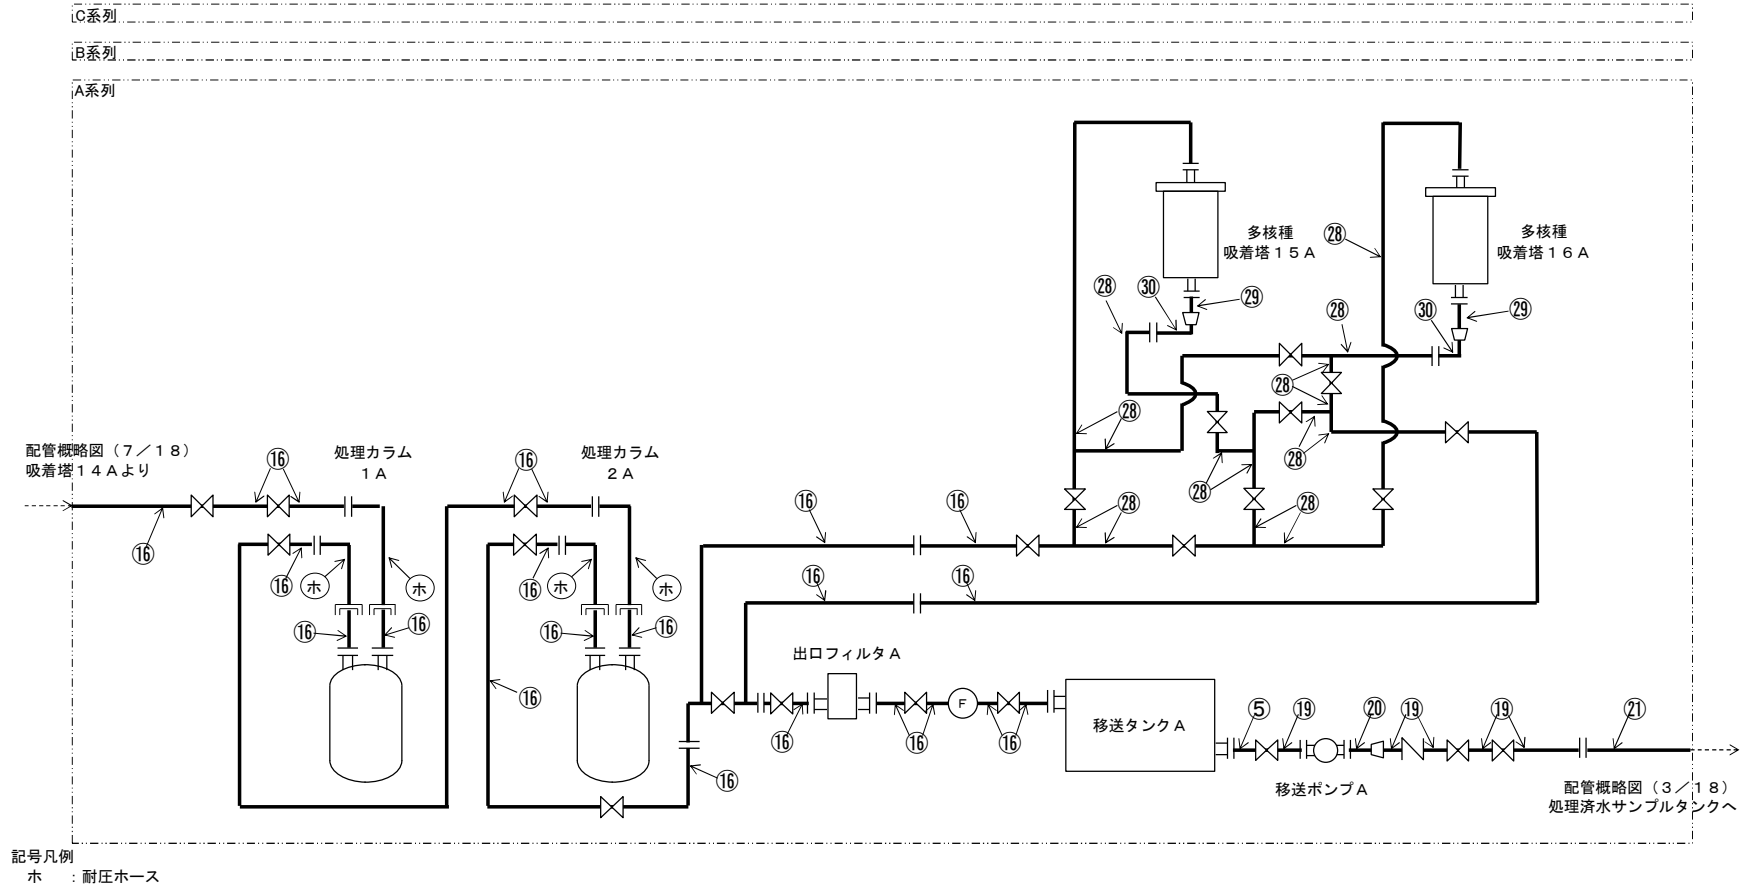 C系列
B系列
A系列
多核種
吸着塔15A
多核種
吸着塔16A
㉘
㉘
㉚
㉙
㉘
㉚
㉙
㉘
㉘
㉘
㉘
㉘
㉘
㉘
配管概略図(7/18)
吸着塔14Aより
処理カラム
1A
処理カラム
2A
⑯
⑯
⑯
⑯
⑯
⑯
⑯
⑯
ホ
ホ
ホ
ホ
⑯
⑯
⑯
⑯
⑯
⑯
⑯
出口フィルタA
F
⑯
⑯
⑯
⑯
移送タンクA
⑤
⑲
⑳
⑲
⑲
㉑
移送ポンプA
配管概略図(3/18)
処理済水サンプルタンクへ
記号凡例
ホ :耐圧ホース